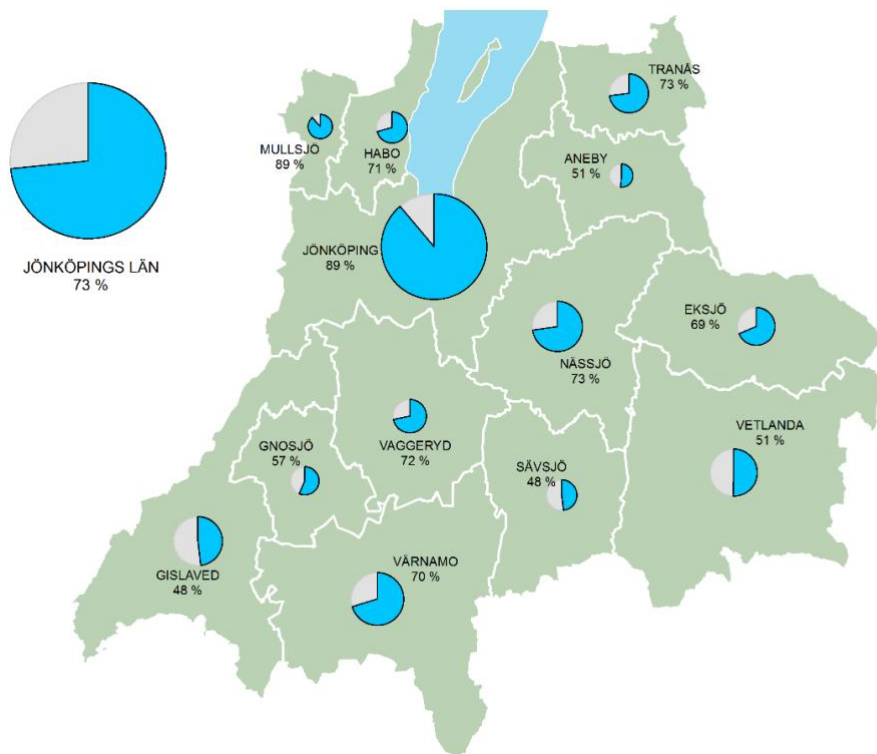 TRANÅS
73 %
MULLSJÖ
89 %
HABO
71 %
ANEBY
51 %
JÖNKÖPING
89 %
JÖNKÖPINGS LÄN
73 %
EKSJÖ
69 %
NÄSSJÖ
73 %
VETLANDA
51 %
VAGGERYD
72 %
GNOSJÖ
57 %
SÄVSJÖ
48 %
GISLAVED
48 %
VÄRNAMO
70 %